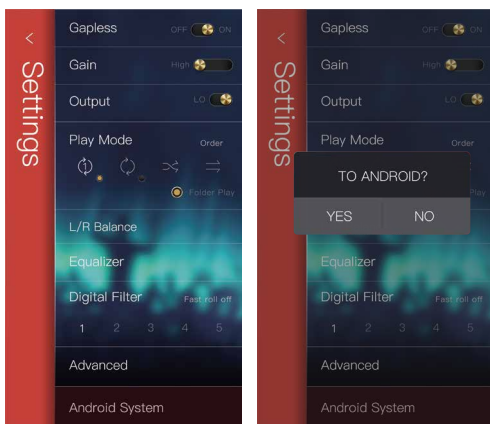 <
Settings
Gapless
OFF ON
Gain
High
Output
LO
Play Mode
Order
1
Folder Play
L/R Balance
Equalizer
Digital Filter
Fast roll off
1 2 3 4 5
Advanced
Android System
<
Settings
Gapless
OFF ON
Gain
High
Output
LO
Play Mode
Order
TO ANDROID?
Play
YES NO
Equalizer
Digital Filter
Fast roll off
1 2 3 4 5
Advanced
Android System